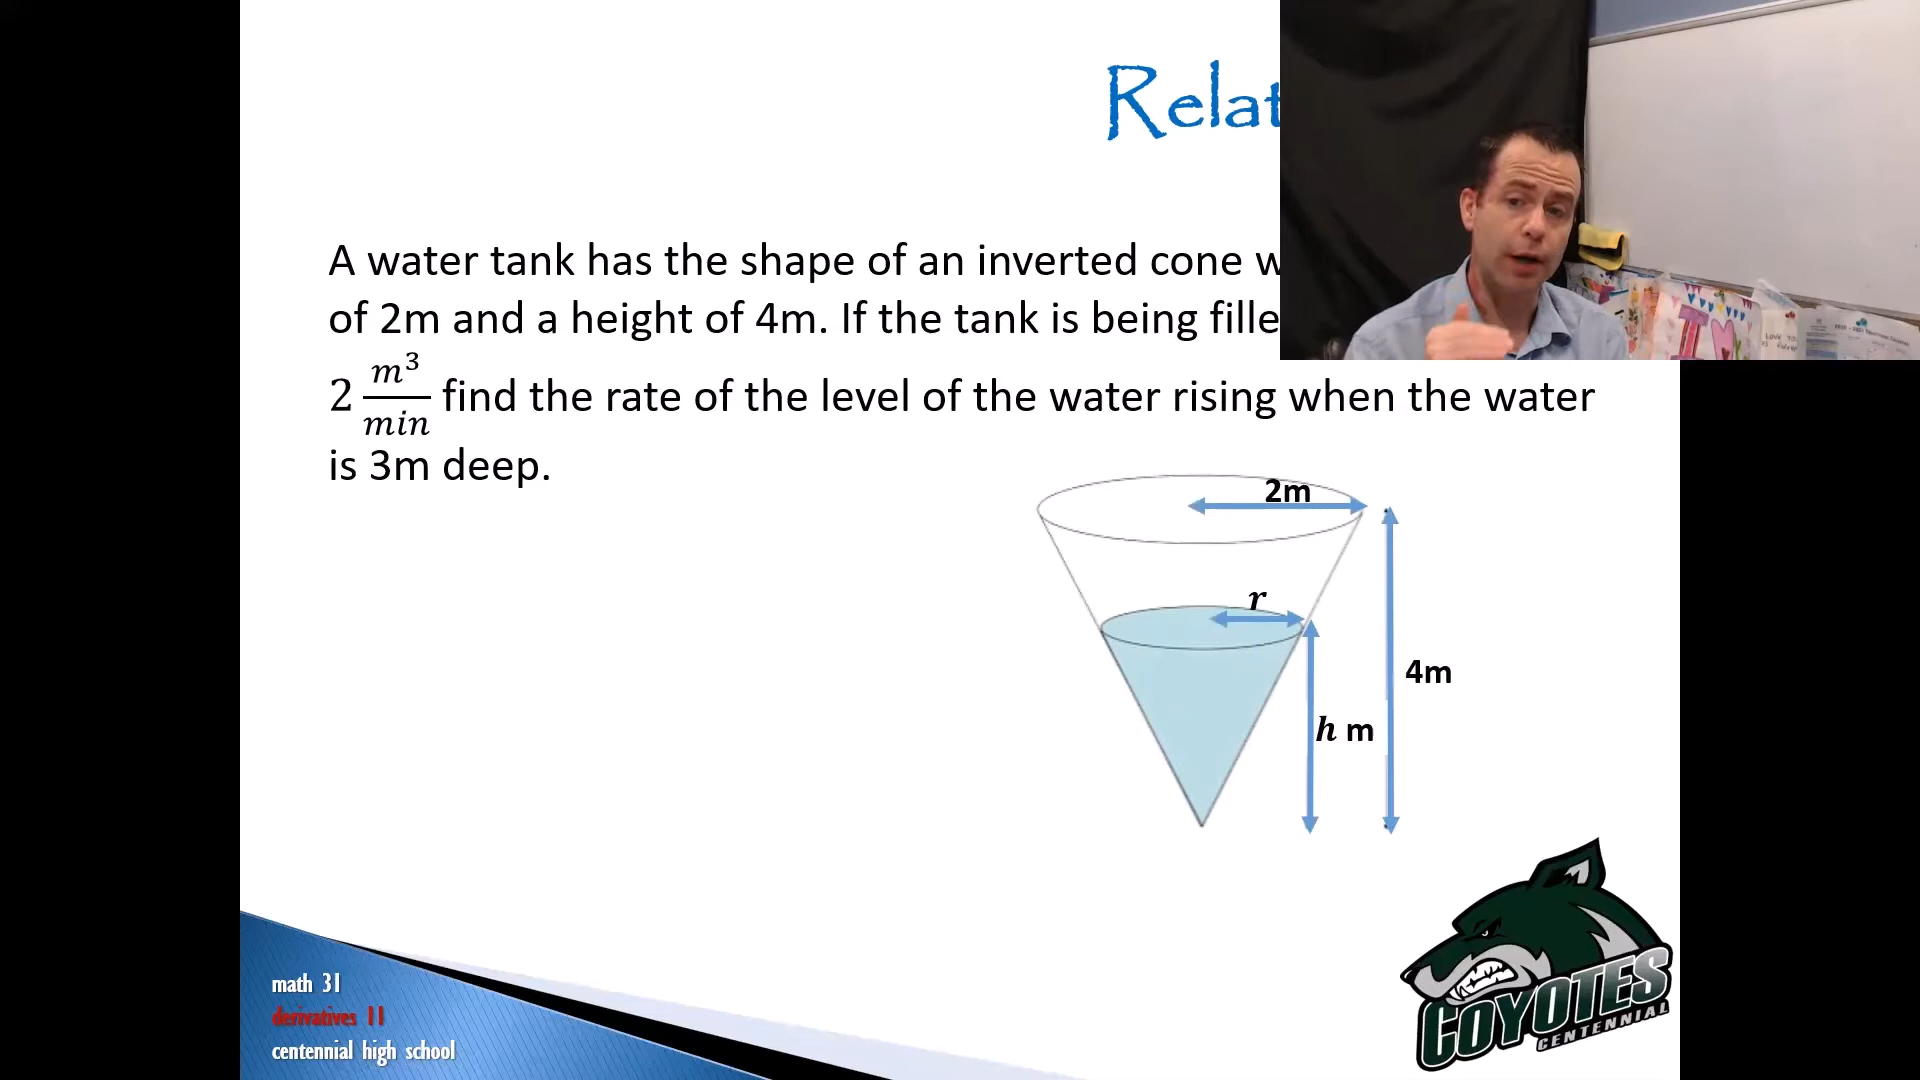 Relat
A water tank has the shape of an inverted cone w
of 2m and a height of 4m. If the tank is being fille
2 m³/min find the rate of the level of the water rising when the water
is 3m deep.
2m
r
4m
h m
math 31
derivatives 11
centennial high school
COYOTES
CENTENNIAL